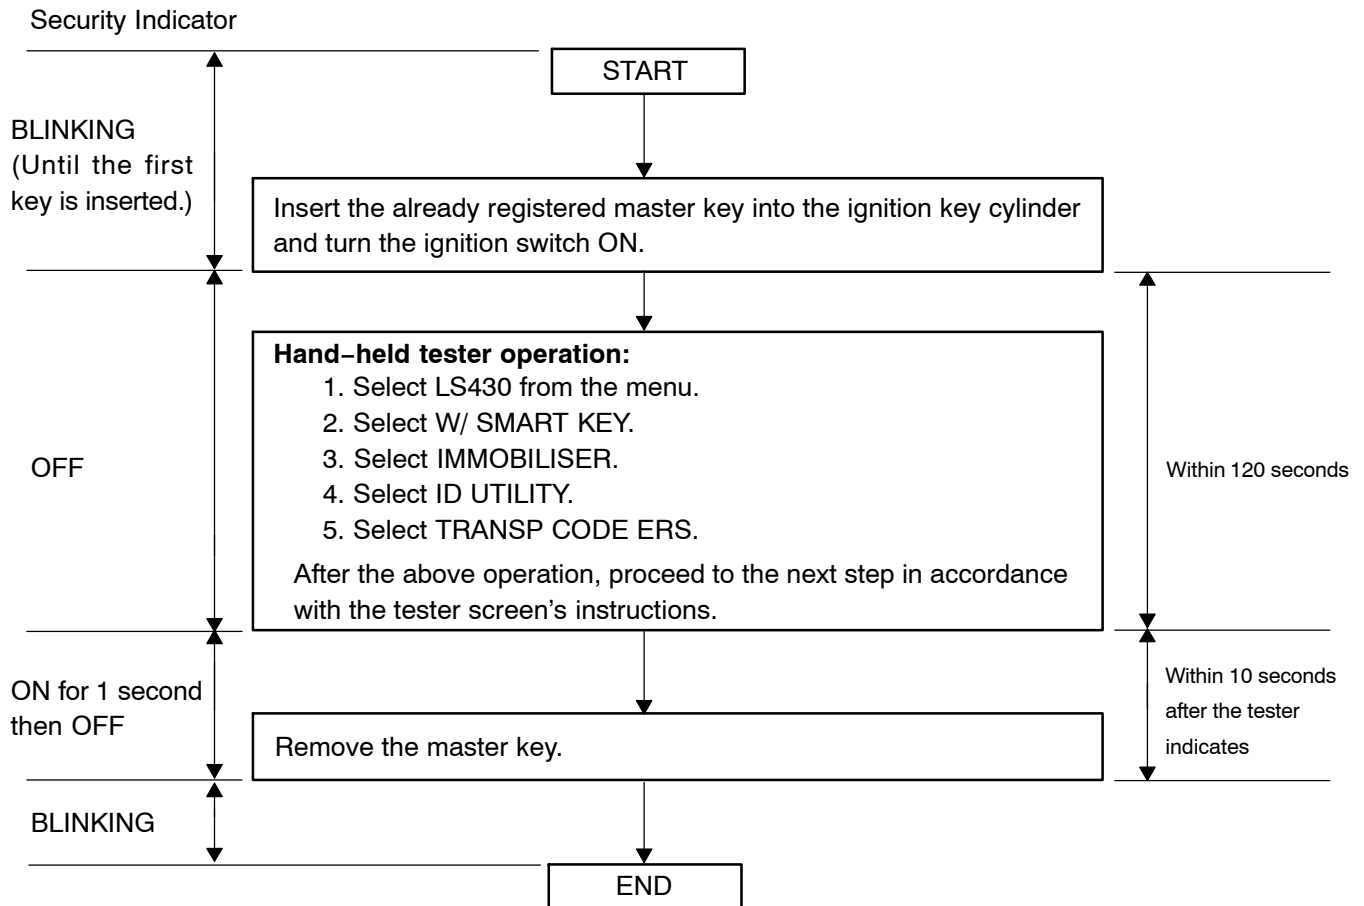 Security Indicator
START
BLINKING
(Until the first
key is inserted.)
Insert the already registered master key into the ignition key cylinder
and turn the ignition switch ON.
Hand−held tester operation:
1. Select LS430 from the menu.
2. Select W/ SMART KEY.
3. Select IMMOBILISER.
4. Select ID UTILITY.
5. Select TRANSP CODE ERS.
After the above operation, proceed to the next step in accordance
with the tester screen's instructions.
OFF
Within 120 seconds
ON for 1 second
then OFF
Remove the master key.
Within 10 seconds
after the tester
indicates
BLINKING
END